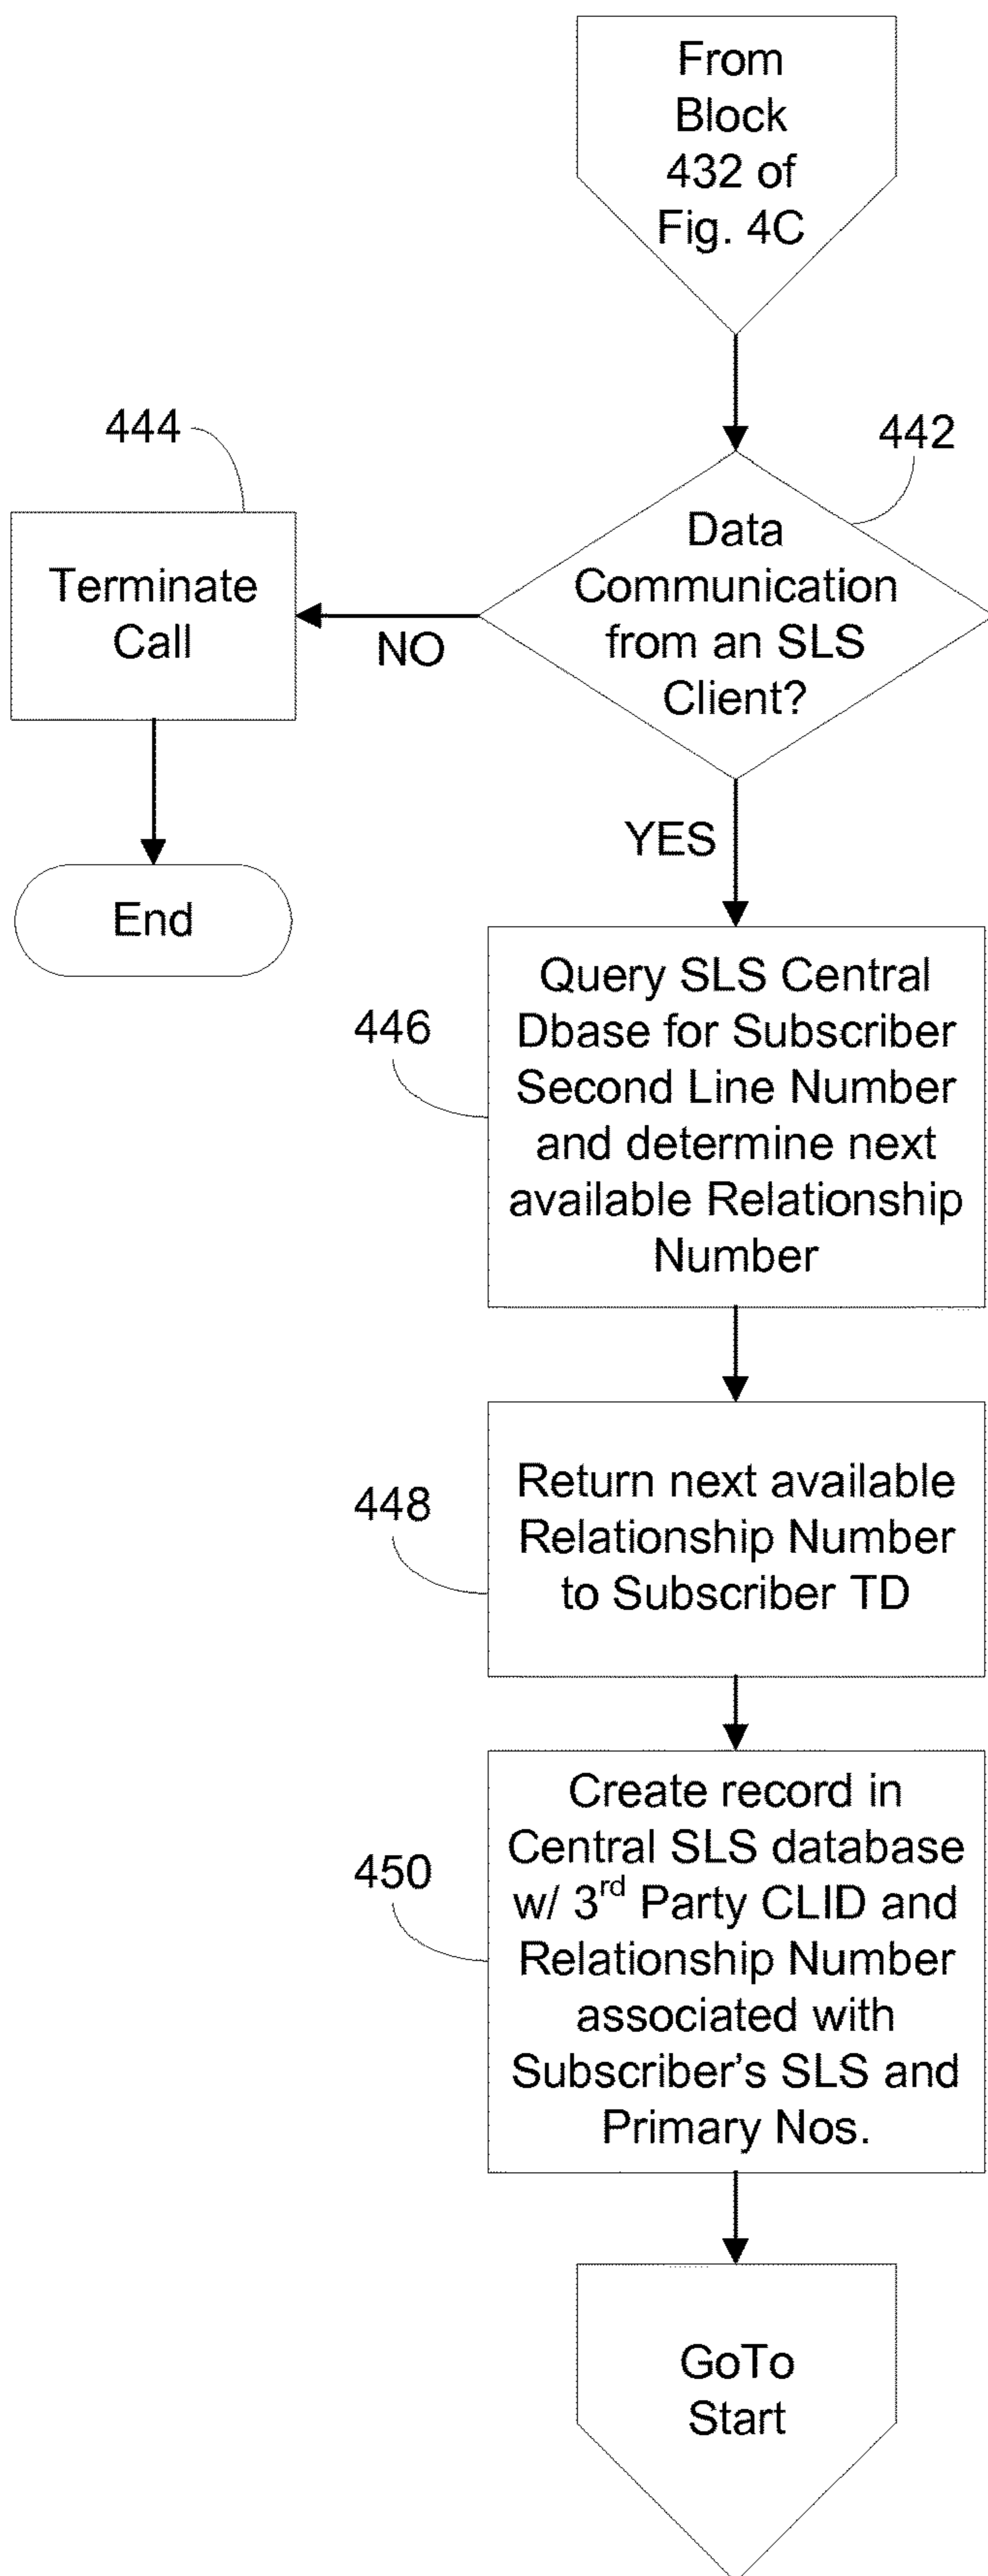 From
Block
432 of
Fig. 4C
444
442
Data
Communication
from an SLS
Client?
Terminate
Call
NO
YES
End
446
Query SLS Central
Dbase for Subscriber
Second Line Number
and determine next
available Relationship
Number
448
Return next available
Relationship Number
to Subscriber TD
450
Create record in
Central SLS database
w/ 3rd Party CLID and
Relationship Number
associated with
Subscriber's SLS and
Primary Nos.
GoTo
Start